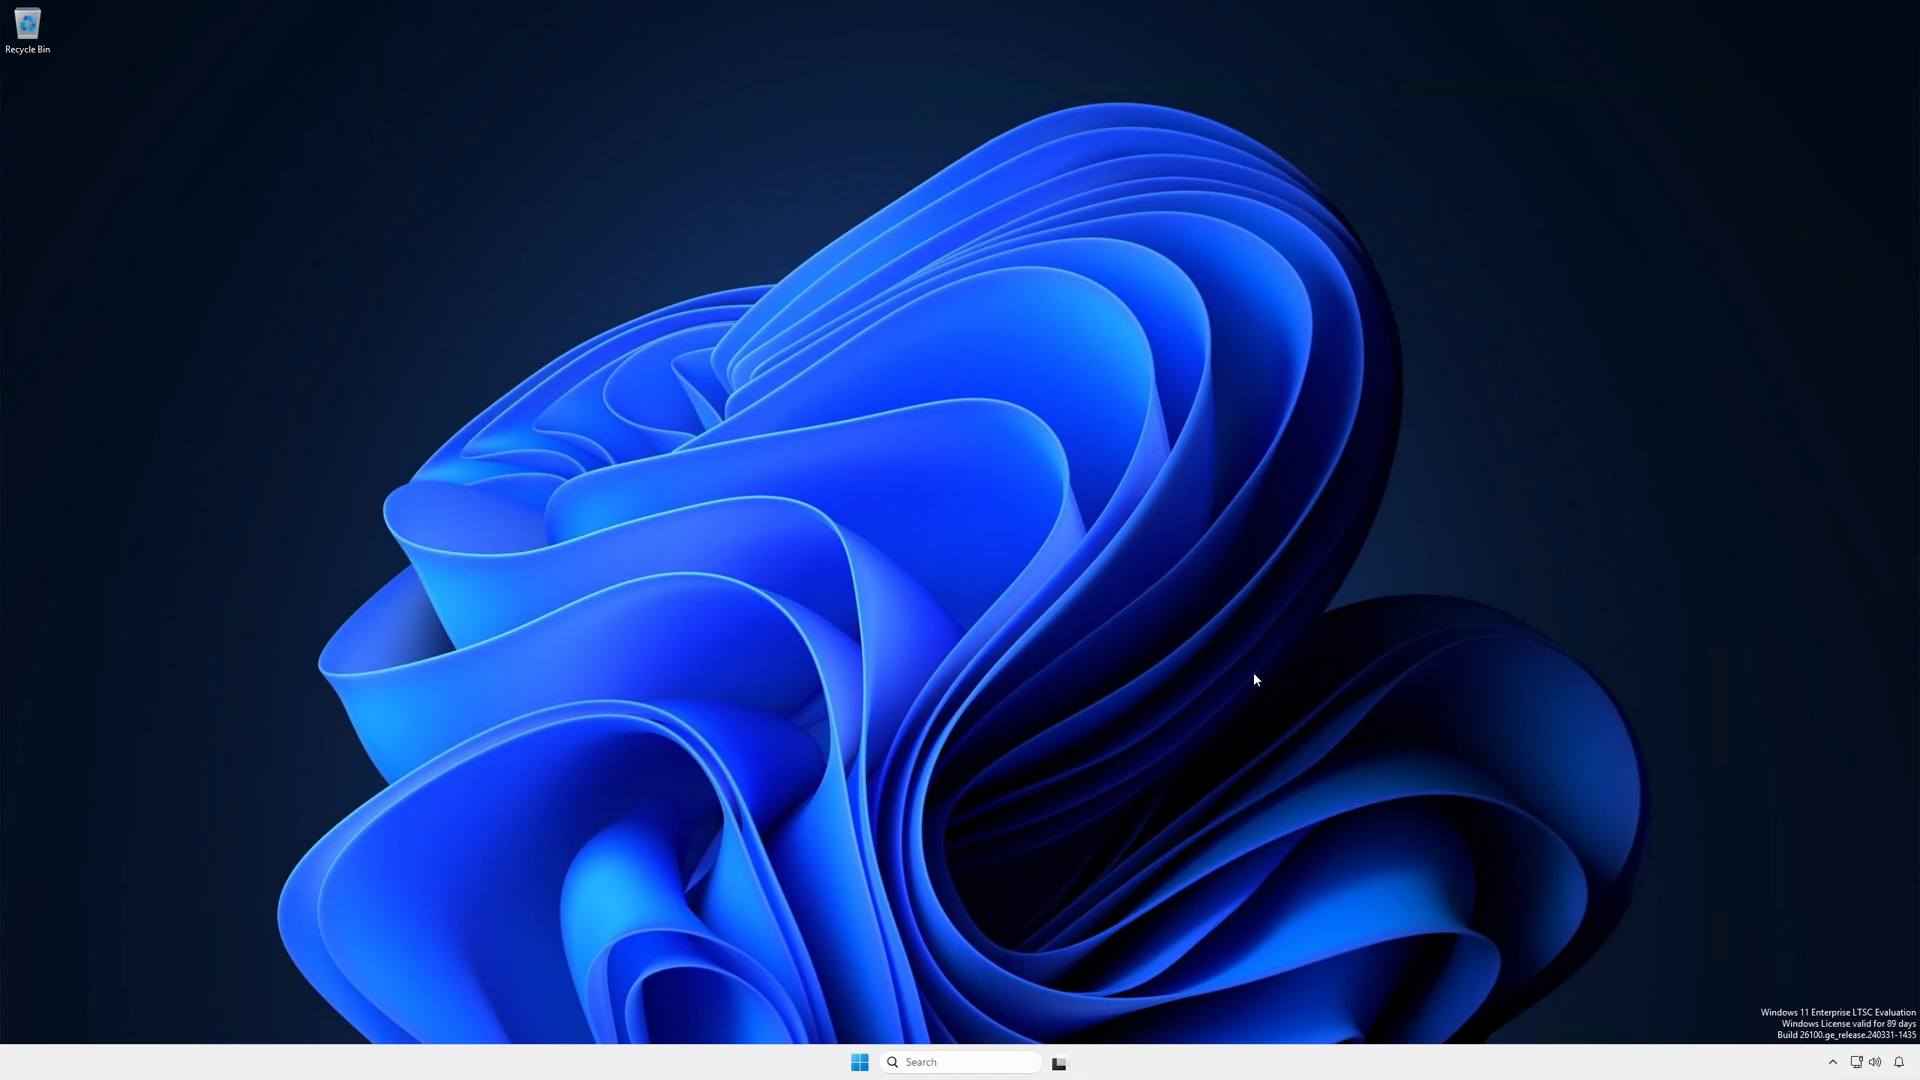 Recycle Bin
Windows 11 Enterprise LTSC Evaluation
Windows License valid for 89 days
Build 26100.ge_release.240331-1435
Search